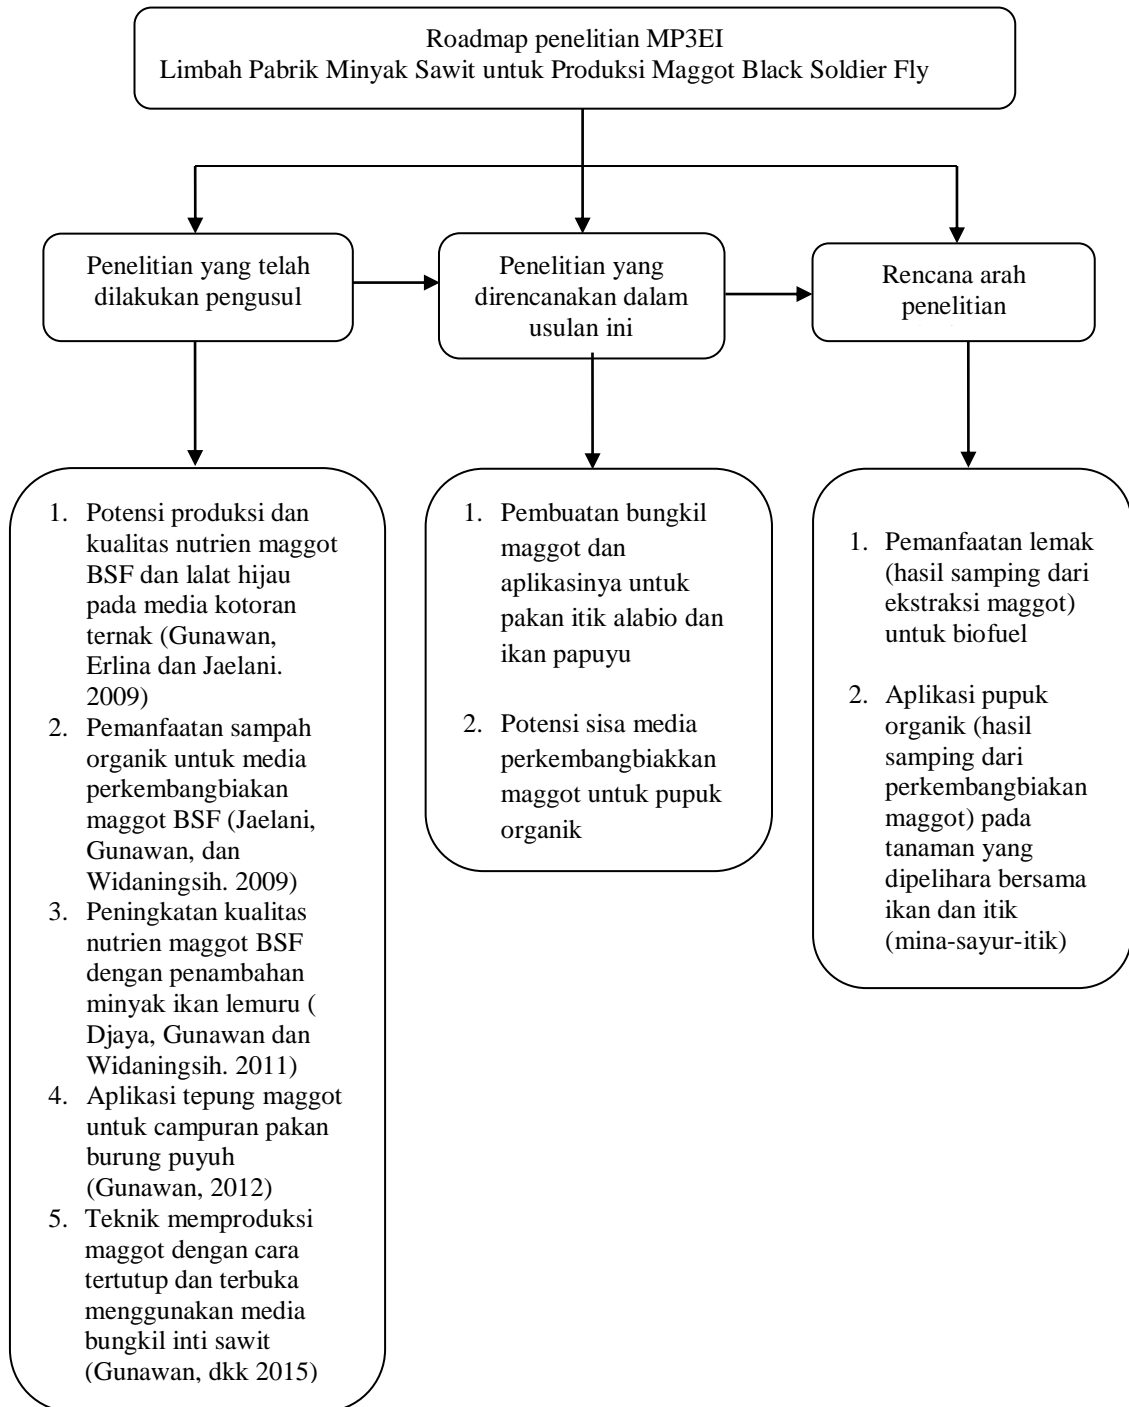 Roadmap penelitian MP3EI
Limbah Pabrik Minyak Sawit untuk Produksi Maggot Black Soldier Fly
Penelitian yang telah
dilakukan pengusul
Penelitian yang
direncanakan dalam
usulan ini
Rencana arah
penelitian
1. Potensi produksi dan
kualitas nutrien maggot
BSF dan lalat hijau
pada media kotoran
ternak (Gunawan,
Erlina dan Jaelani.
2009)
2. Pemanfaatan sampah
organik untuk media
perkembangbiakan
maggot BSF (Jaelani,
Gunawan, dan
Widaningsih. 2009)
3. Peningkatan kualitas
nutrien maggot BSF
dengan penambahan
minyak ikan lemuru (
Djaya, Gunawan dan
Widaningsih. 2011)
4. Aplikasi tepung maggot
untuk campuran pakan
burung puyuh
(Gunawan, 2012)
5. Teknik memproduksi
maggot dengan cara
tertutup dan terbuka
menggunakan media
bungkil inti sawit
(Gunawan, dkk 2015)
1. Pembuatan bungkil
maggot dan
aplikasinya untuk
pakan itik alabio dan
ikan papuyu
2. Potensi sisa media
perkembangbiakkan
maggot untuk pupuk
organik
1. Pemanfaatan lemak
(hasil samping dari
ekstraksi maggot)
untuk biofuel
2. Aplikasi pupuk
organik (hasil
samping dari
perkembangbiakan
maggot) pada
tanaman yang
dipelihara bersama
ikan dan itik
(mina-sayur-itik)